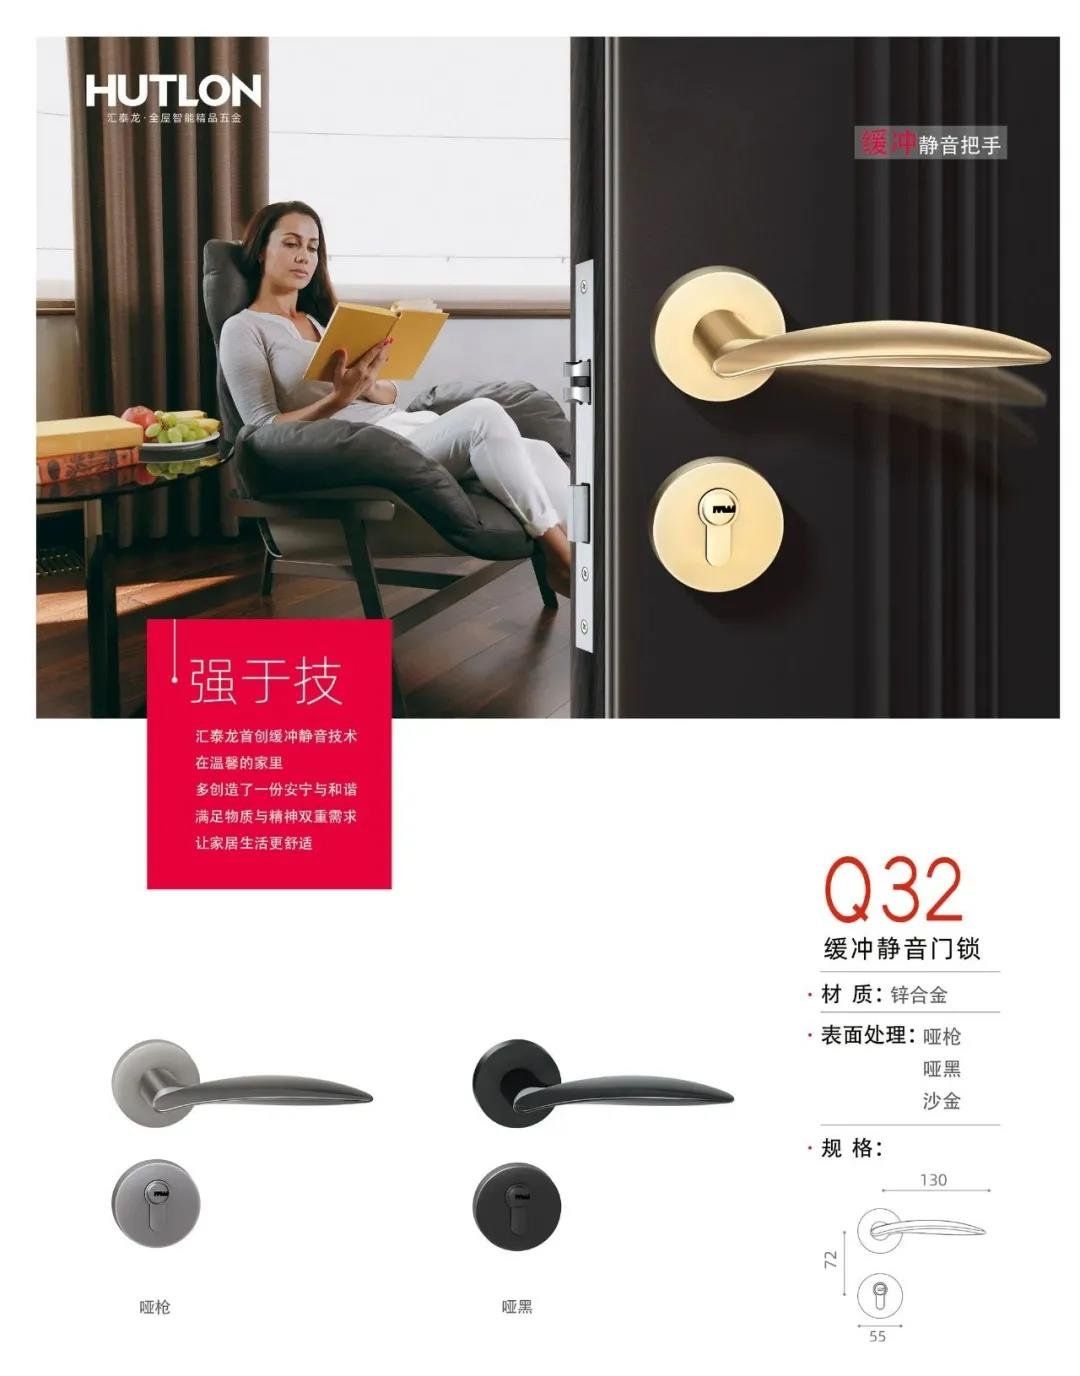 HUTLON
汇泰龙·全屋智能精品五金
缓冲静音把手
强于技
汇泰龙首创缓冲静音技术
在温馨的家里
多创造了一份安宁与和谐
满足物质与精神双重需求
让家居生活更舒适
Q32
缓冲静音门锁
· 材 质：锌合金
· 表面处理：哑枪
哑黑
沙金
· 规 格：
130
72
55
哑枪
哑黑